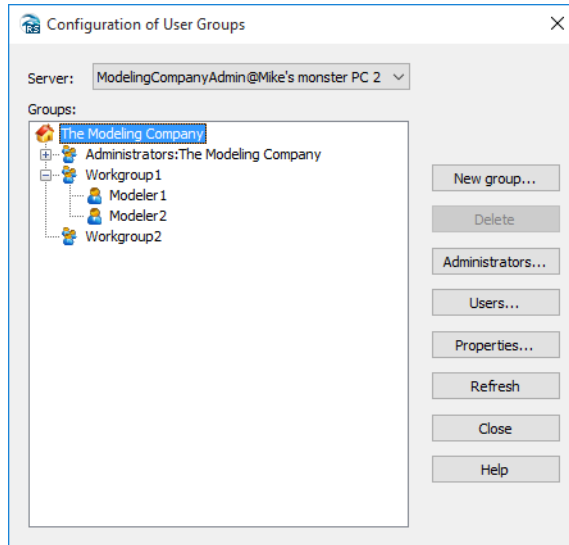 Configuration of User Groups
Server: ModelingCompanyAdmin@Mike's monster PC 2
Groups:
The Modeling Company
Administrators:The Modeling Company
Workgroup1
Modeler1
Modeler2
Workgroup2
New group...
Delete
Administrators...
Users...
Properties...
Refresh
Close
Help